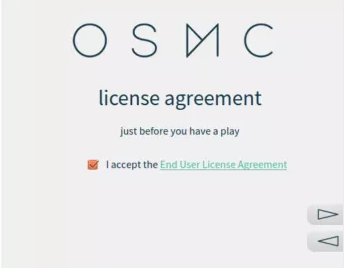 OSMC
license agreement
just before you have a play
I accept the End User License Agreement